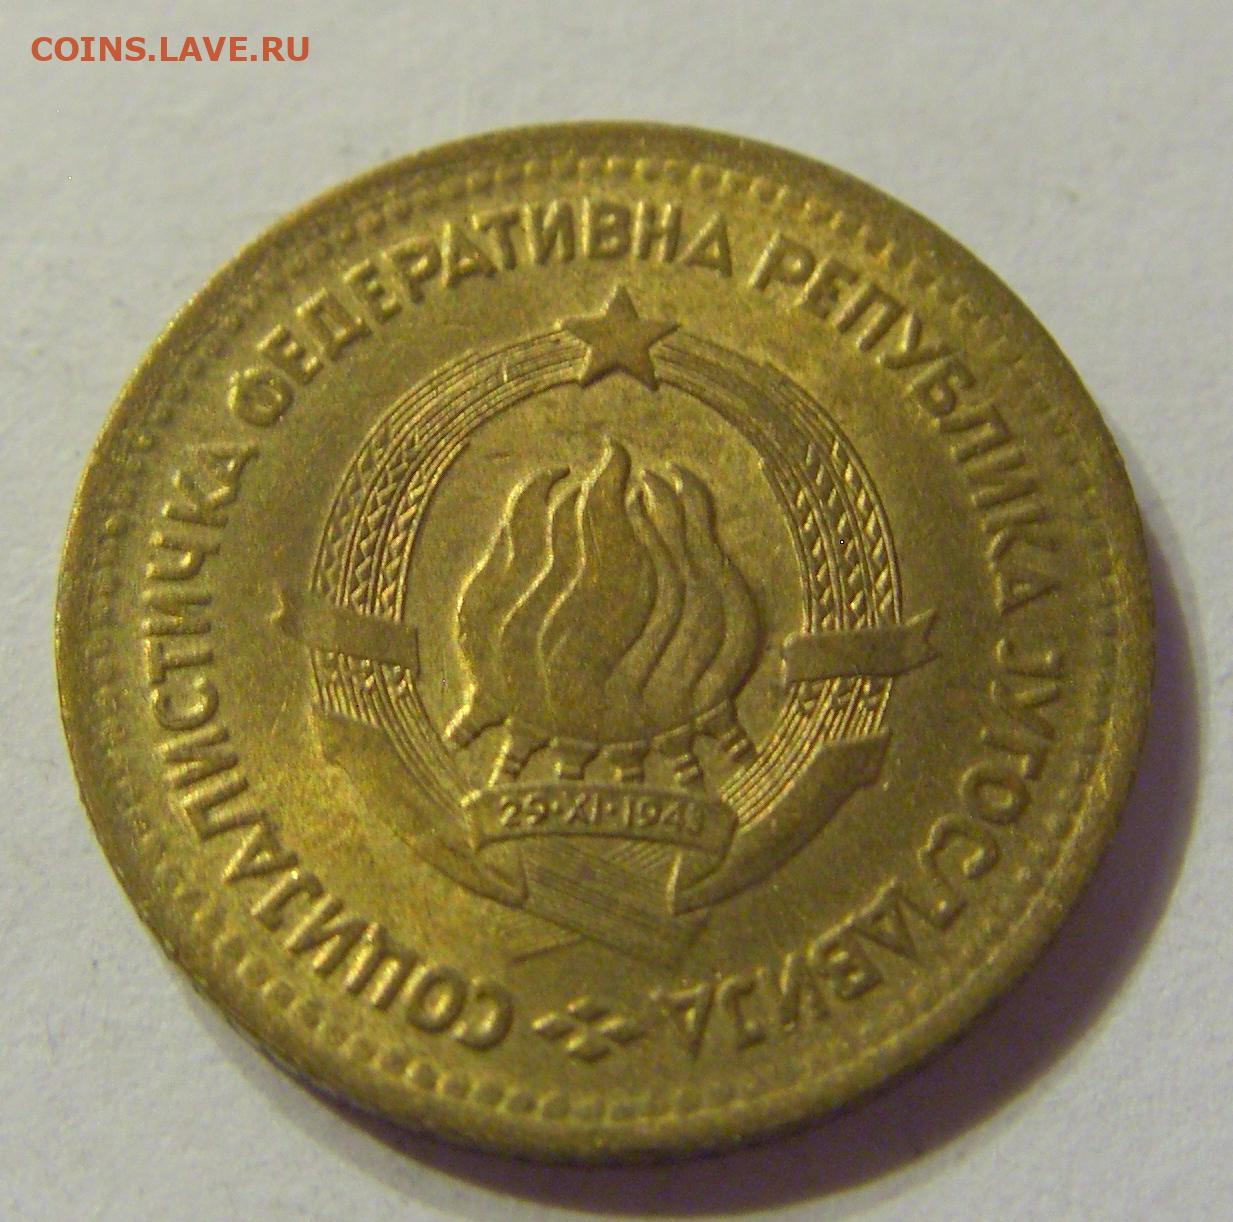 COINS.LAVE.RU
СОЦИЈАЛИСТИЧКА ФЕДЕРАТИВНА РЕПУБЛИКА ЈУГОСЛАВИЈА
29·XI·1943